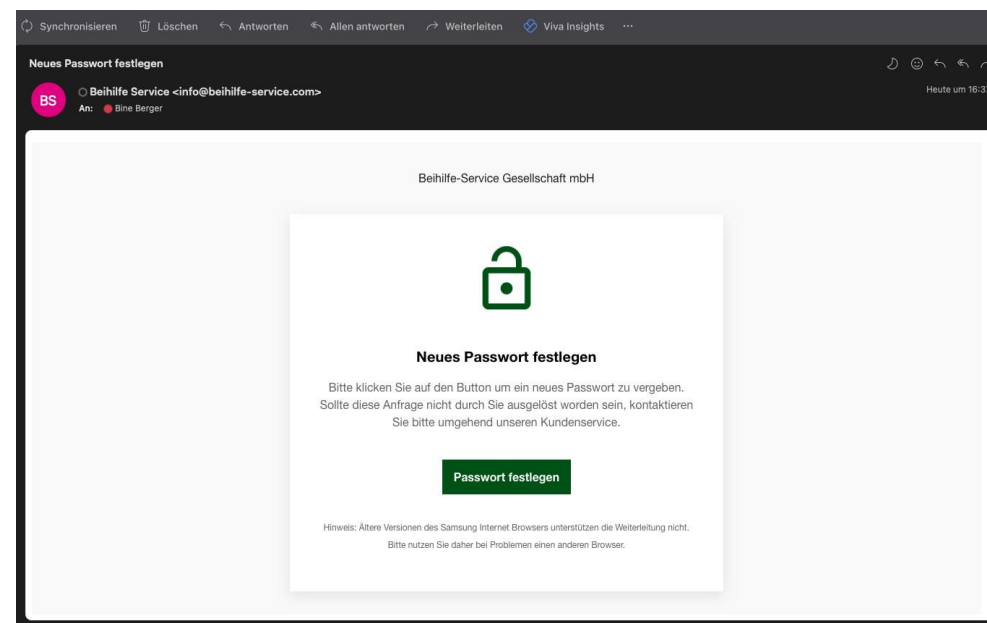 Synchronisieren Löschen Antworten Allen antworten Weiterleiten Viva Insights ...
Neues Passwort festlegen
BS
Beihilfe Service <info@beihilfe-service.com>
Heute um 16:37
An: Bine Berger
Beihilfe-Service Gesellschaft mbH
Neues Passwort festlegen
Bitte klicken Sie auf den Button um ein neues Passwort zu vergeben.
Sollte diese Anfrage nicht durch Sie ausgelöst worden sein, kontaktieren
Sie bitte umgehend unseren Kundenservice.
Passwort festlegen
Hinweis: Ältere Versionen des Samsung Internet Browsers unterstützen die Weiterleitung nicht.
Bitte nutzen Sie daher bei Problemen einen anderen Browser.